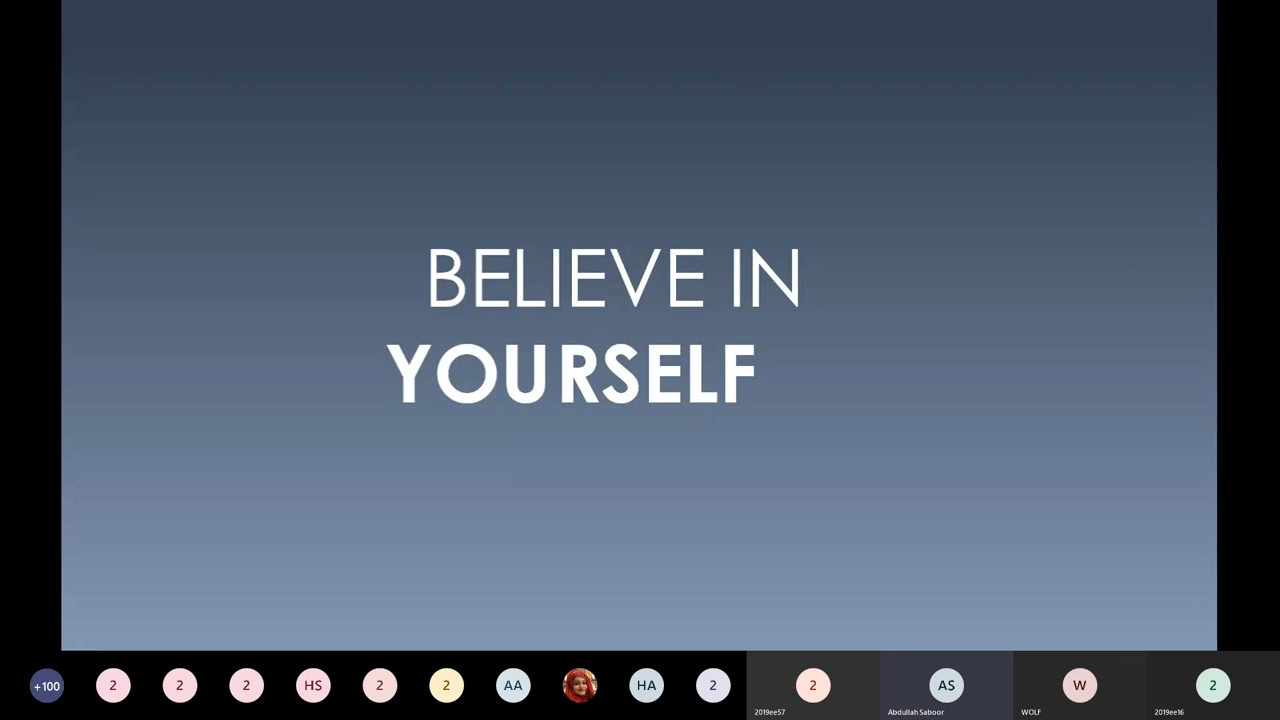 BELIEVE IN
YOURSELF
+100
2
2
2
HS
2
2
AA
HA
2
2
2019ee57
AS
Abdullah Saboor
W
WOLF
2
2019ee16